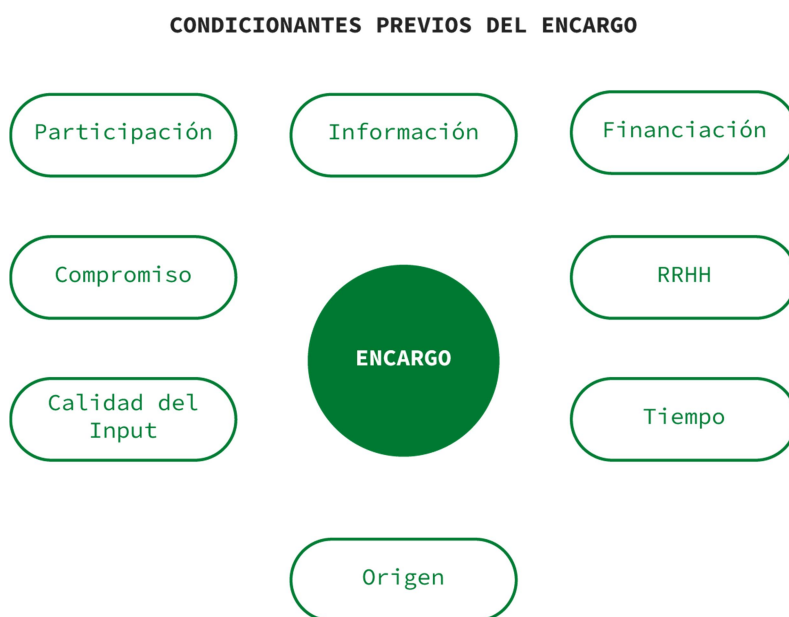 CONDICIONANTES PREVIOS DEL ENCARGO
Participación
Información
Financiación
Compromiso
RRHH
ENCARGO
Calidad del
Input
Tiempo
Origen